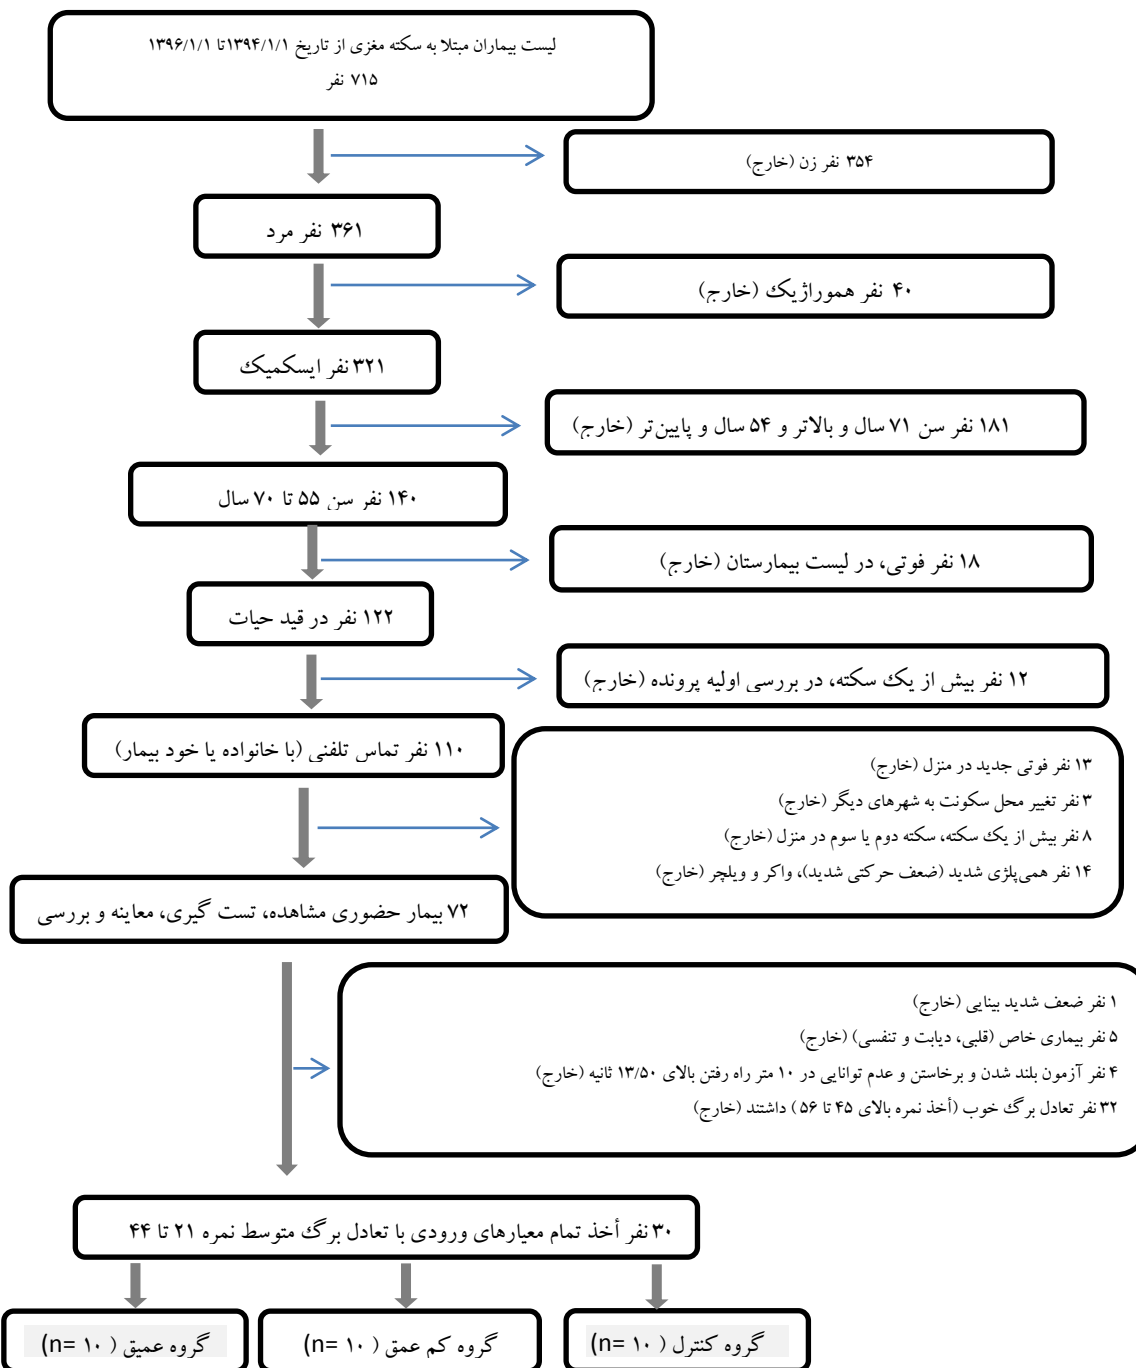 لیست بیماران مبتلا به سکته مغزی از تاریخ ۱۳۹۴/۱/۱تا ۱۳۹۶/۱/۱
۷۱۵ نفر
۳۵۴ نفر زن (خارج)
۳۶۱ نفر مرد
۴۰ نفر هموراژیک (خارج)
۳۲۱نفر ایسکمیک
۱۸۱ نفر سن ۷۱ سال و بالاتر و ۵۴ سال و پایین‌تر (خارج)
۱۴۰ نفر سن ۵۵ تا ۷۰ سال
۱۸ نفر فوتی، در لیست بیمارستان (خارج)
۱۲۲ نفر در قید حیات
۱۲ نفر بیش از یک سکته، در بررسی اولیه پرونده (خارج)
۱۱۰ نفر تماس تلفنی (با خانواده یا خود بیمار)
۱۳ نفر فوتی جدید در منزل (خارج)
۳ نفر تغییر محل سکونت به شهرهای دیگر (خارج)
۸ نفر بیش از یک سکته، سکته دوم یا سوم در منزل (خارج)
۱۴ نفر همی‌پلژی شدید (ضعف حرکتی شدید)، واکر و ویلچر (خارج)
۷۲ بیمار حضوری مشاهده، تست گیری، معاینه و بررسی
۱ نفر ضعف شدید بینایی (خارج)
۵ نفر بیماری خاص (قلبی، دیابت و تنفسی) (خارج)
۴ نفر آزمون بلند شدن و برخاستن و عدم توانایی در ۱۰ متر راه رفتن بالای ۱۳/۵۰ ثانیه (خارج)
۳۲ نفر تعادل برگ خوب (أخذ نمره بالای ۴۵ تا ۵۶ ) داشتند (خارج)
۳۰ نفر أخذ تمام معیارهای ورودی با تعادل برگ متوسط نمره ۲۱ تا ۴۴
گروه کنترل ( ۱۰ =n)
گروه کم عمق ( ۱۰ =n)
گروه عمیق ( ۱۰ =n)